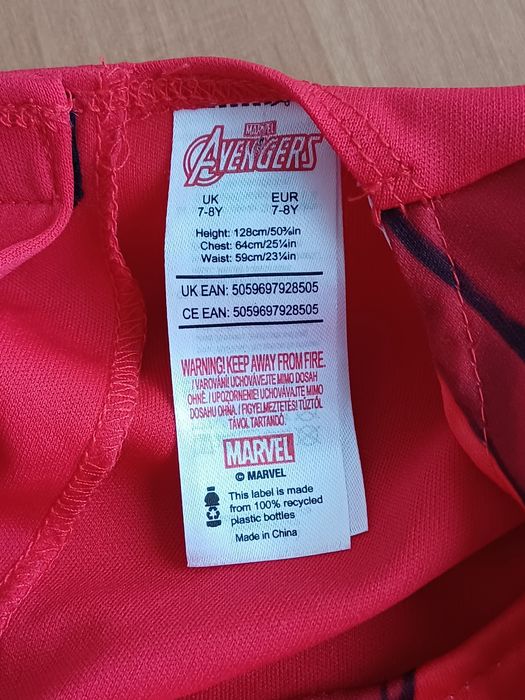 MARVEL
AVENGERS
UK EUR
7-8Y 7-8Y
Height: 128cm/50⅜in
Chest: 64cm/25¼in
Waist: 59cm/23¼in
UK EAN: 5059697928505
CE EAN: 5059697928505
WARNING! KEEP AWAY FROM FIRE.
/ VAROVÁNÍ! UCHOVÁVEJTE MIMO DOSAH
OHNĚ. / UPOZORNENIE! UCHOVÁVAJTE MIMO
DOSAHU OHŇA. / FIGYELMEZTETÉS! TŰZTŐL
TÁVOL TARTANDÓ.
MARVEL
© MARVEL
This label is made
from 100% recycled
plastic bottles
Made in China